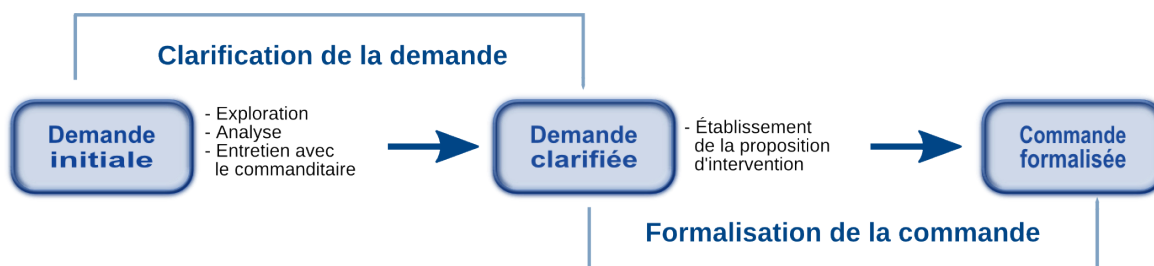 Clarification de la demande
Demande
initiale
- Exploration
- Analyse
- Entretien avec
le commanditaire
Demande
clarifiée
- Établissement
de la proposition
d'intervention
Commande
formalisée
Formalisation de la commande